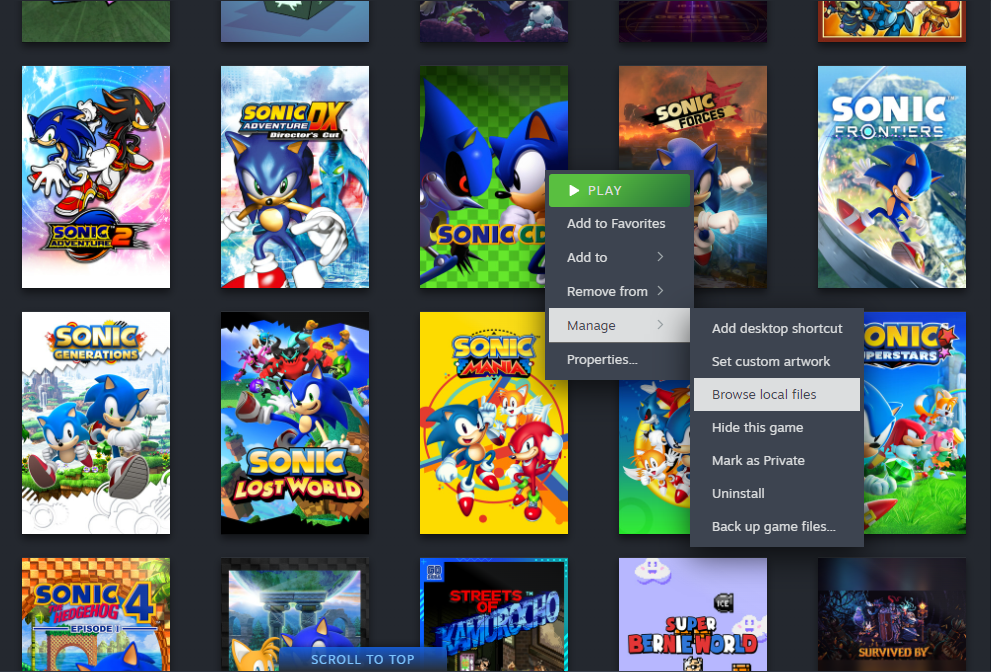 SONIC
ADVENTURE 2
SONIC
ADVENTURE DX
Director's Cut
SONIC CD
SONIC
FORCES
SONIC
FRONTIERS
PLAY
Add to Favorites
Add to
Remove from
Manage
Properties...
Add desktop shortcut
Set custom artwork
Browse local files
Hide this game
Mark as Private
Uninstall
Back up game files...
SONIC
GENERATIONS
SONIC
LOST WORLD
SONIC
MANIA
SONIC
THE HEDGEHOG 4
EPISODE I
STREETS OF
KAMUROCHO
ICE
SUPER
BERNIE WORLD
SURVIVED BY
SCROLL TO TOP